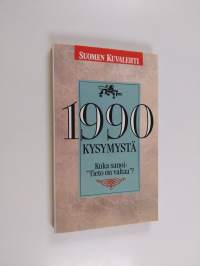 SUOMEN KUVALEHTI
1990
KYSYMYSTÄ
Kuka sanoi:
"Tieto on valtaa"?